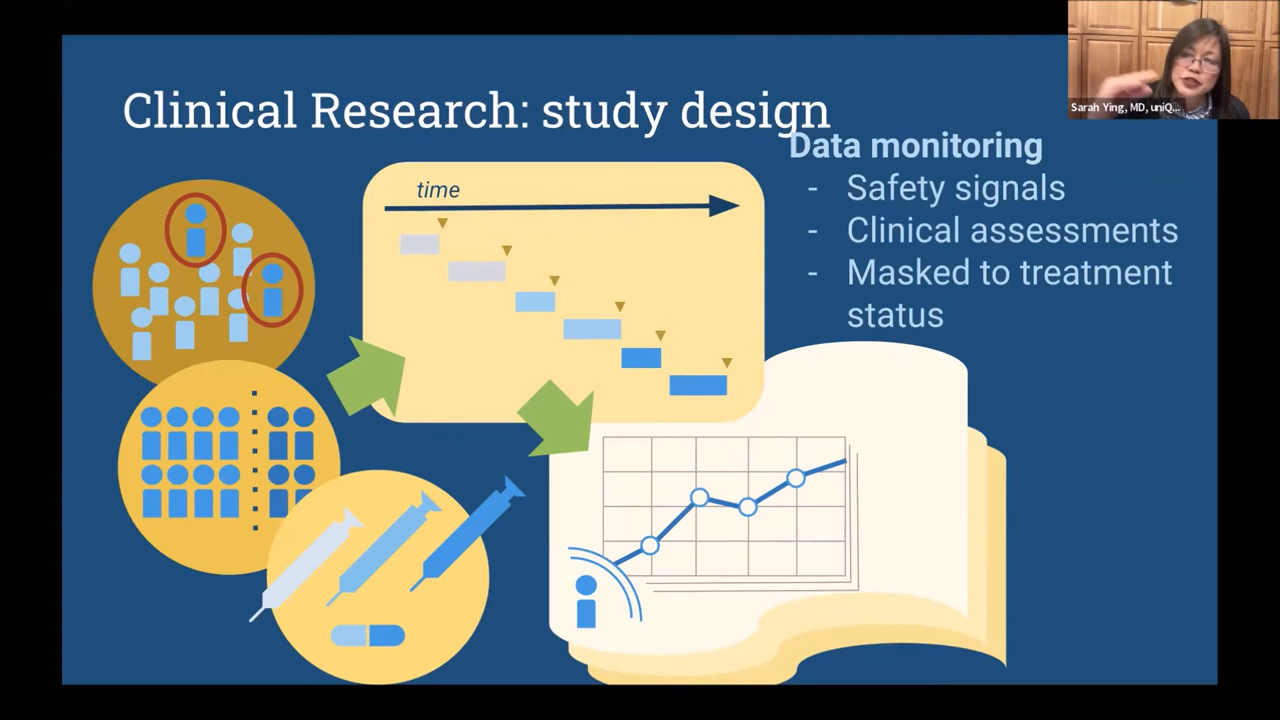 Clinical Research: study design
Sarah Ying, MD, uniQ...
Data monitoring
- Safety signals
- Clinical assessments
- Masked to treatment
status
time